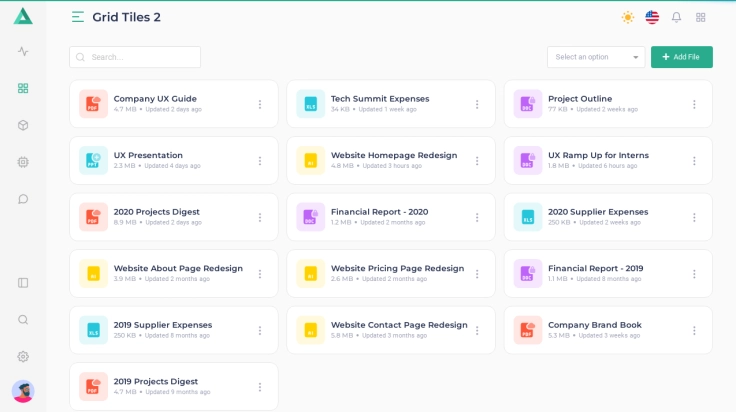 Grid Tiles 2
Search...
Select an option
Add File
PDF
Company UX Guide
4.7 MB • Updated 2 days ago
XLS
Tech Summit Expenses
34 KB • Updated 1 week ago
DOC
Project Outline
77 KB • Updated 2 weeks ago
PPT
UX Presentation
2.3 MB • Updated 4 days ago
AI
Website Homepage Redesign
4.8 MB • Updated 3 hours ago
DOC
UX Ramp Up for Interns
1.8 MB • Updated 6 hours ago
PDF
2020 Projects Digest
8.9 MB • Updated 2 days ago
DOC
Financial Report - 2020
1.2 MB • Updated 2 months ago
XLS
2020 Supplier Expenses
250 KB • Updated 2 weeks ago
AI
Website About Page Redesign
3.9 MB • Updated 2 months ago
AI
Website Pricing Page Redesign
2.6 MB • Updated 2 months ago
DOC
Financial Report - 2019
1.1 MB • Updated 8 months ago
XLS
2019 Supplier Expenses
250 KB • Updated 8 months ago
AI
Website Contact Page Redesign
5.8 MB • Updated 3 months ago
PDF
Company Brand Book
5.3 MB • Updated 3 weeks ago
PDF
2019 Projects Digest
4.7 MB • Updated 9 months ago